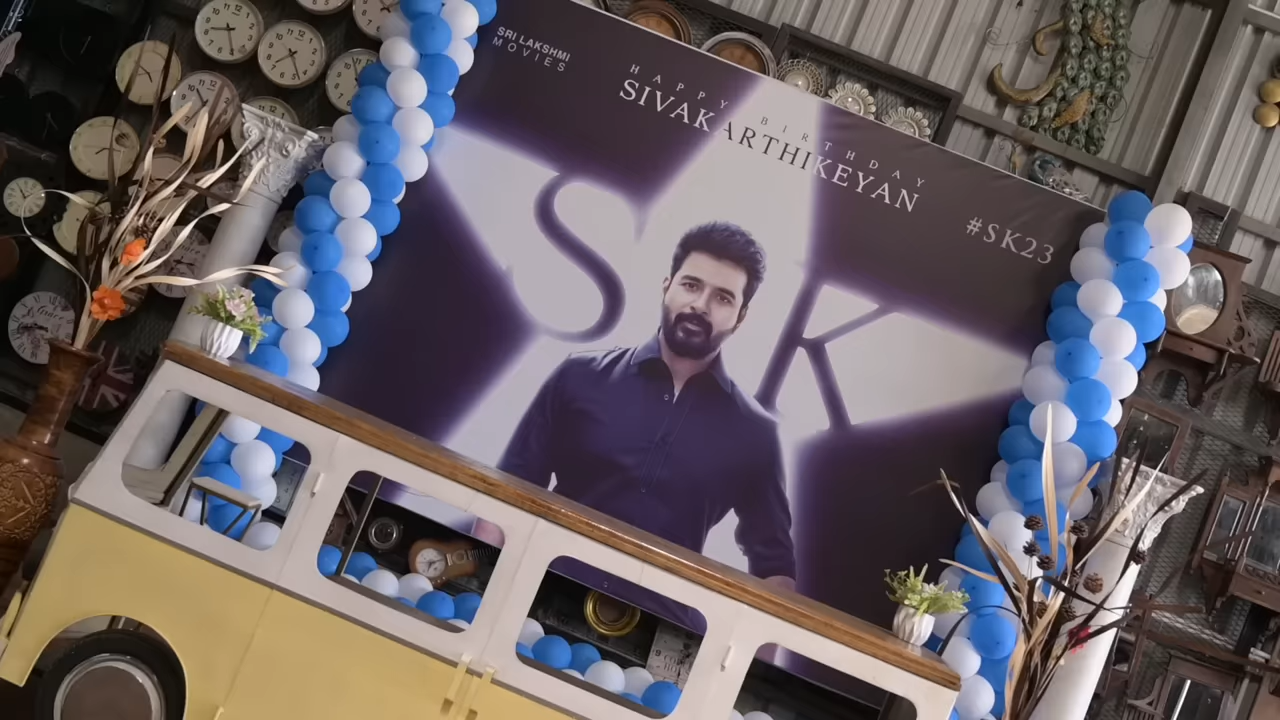 SRI LAKSHMI
MOVIES
HAPPY BIRTHDAY
SIVAKARTHIKEYAN
#SK23
SK